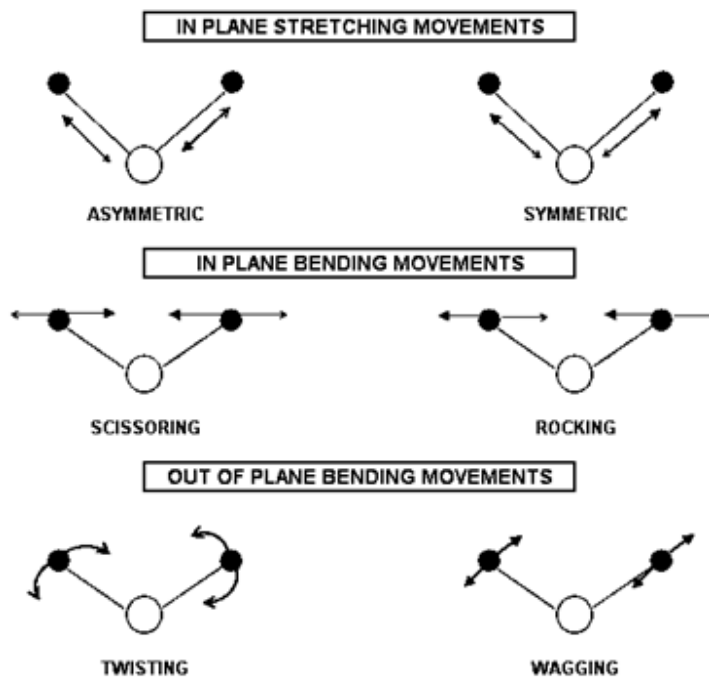 IN PLANE STRETCHING MOVEMENTS
ASYMMETRIC
SYMMETRIC
IN PLANE BENDING MOVEMENTS
SCISSORING
ROCKING
OUT OF PLANE BENDING MOVEMENTS
TWISTING
WAGGING